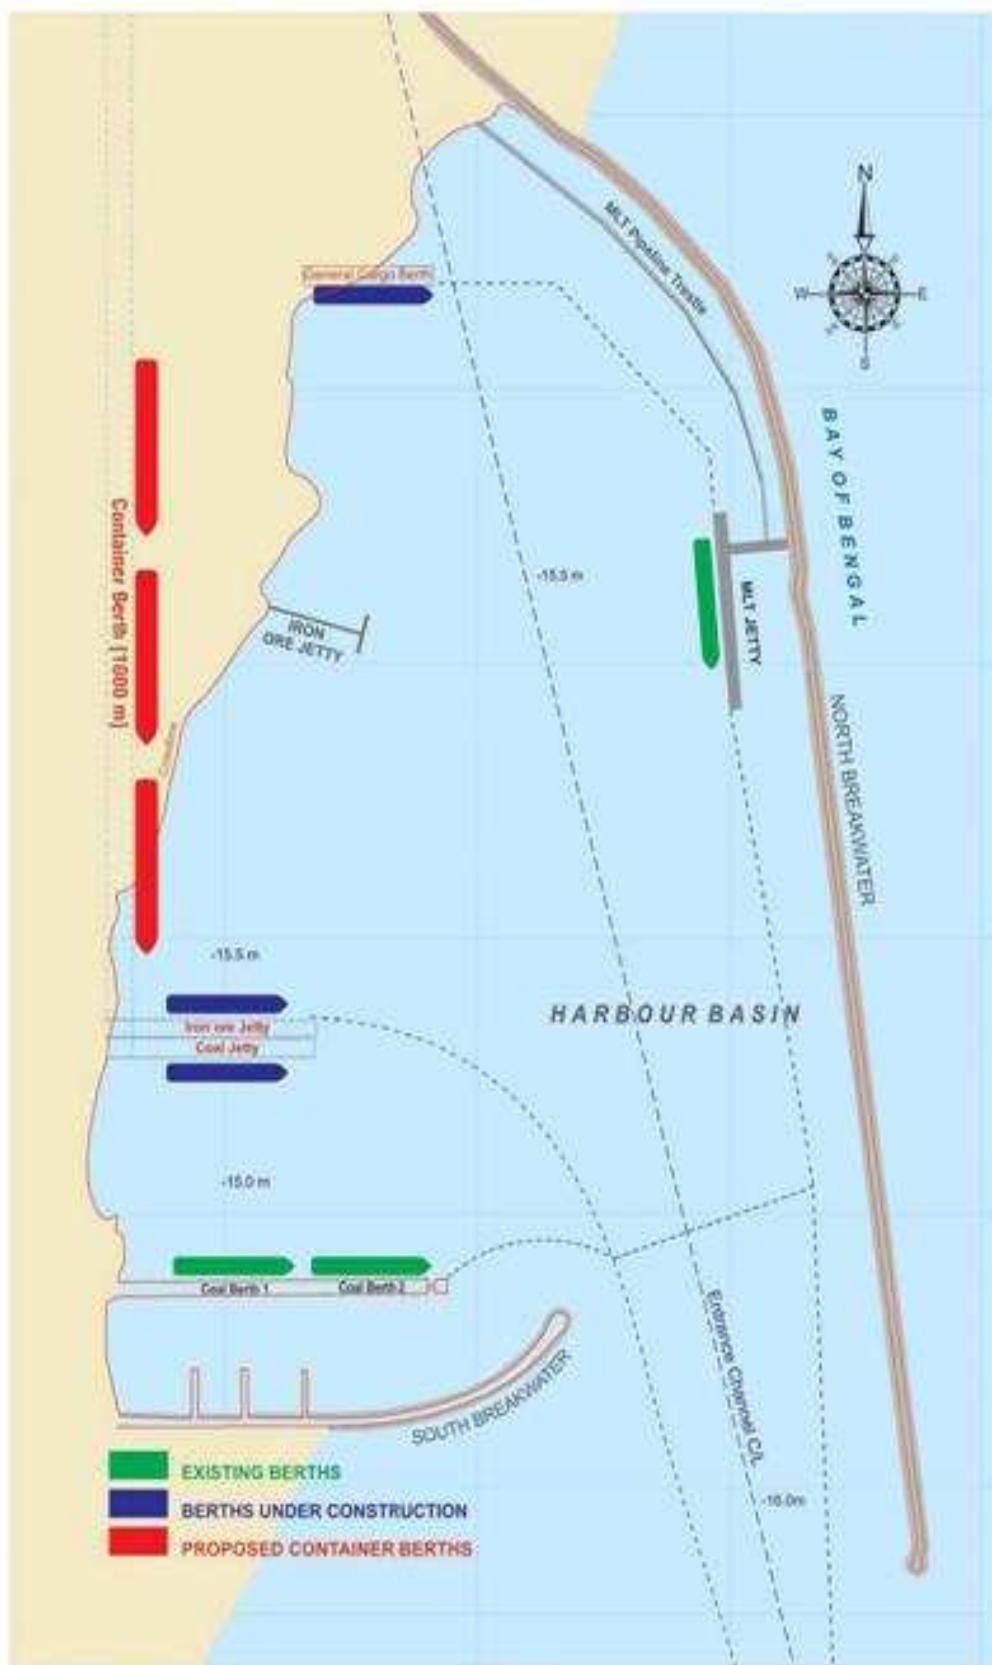 N
W
E
S
General Cargo Berth
MLT Pipeline Trestle
BAY OF BENGAL
Container Berth (1000 m)
-15.5 m
MLT JETTY
IRON
ORE JETTY
NORTH BREAKWATER
-15.5 m
Iron ore Jetty
Coal Jetty
HARBOUR BASIN
-15.0 m
Coal Berth 1
Coal Berth 2
Entrance Channel C/L
SOUTH BREAKWATER
EXISTING BERTHS
BERTHS UNDER CONSTRUCTION
-16.0m
PROPOSED CONTAINER BERTHS